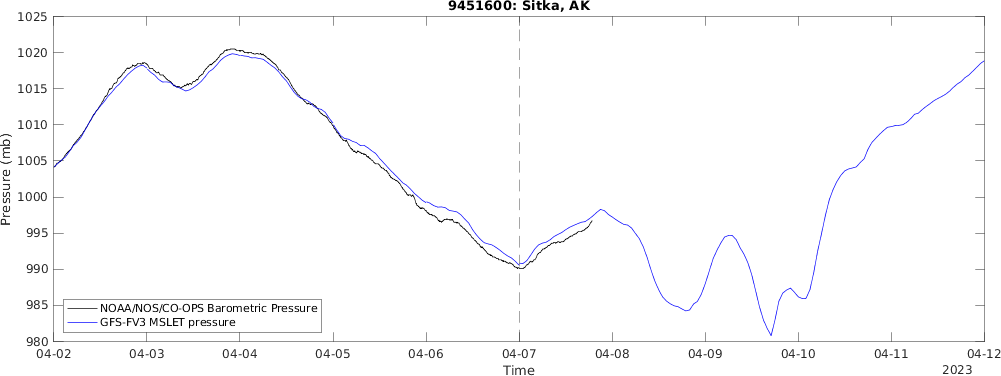 9451600: Sitka, AK
Pressure (mb)
1025
1020
1015
1010
1005
1000
995
990
985
980
NOAA/NOS/CO-OPS Barometric Pressure
GFS-FV3 MSLET pressure
04-02 04-03 04-04 04-05 04-06 04-07 04-08 04-09 04-10 04-11 04-12
Time
2023